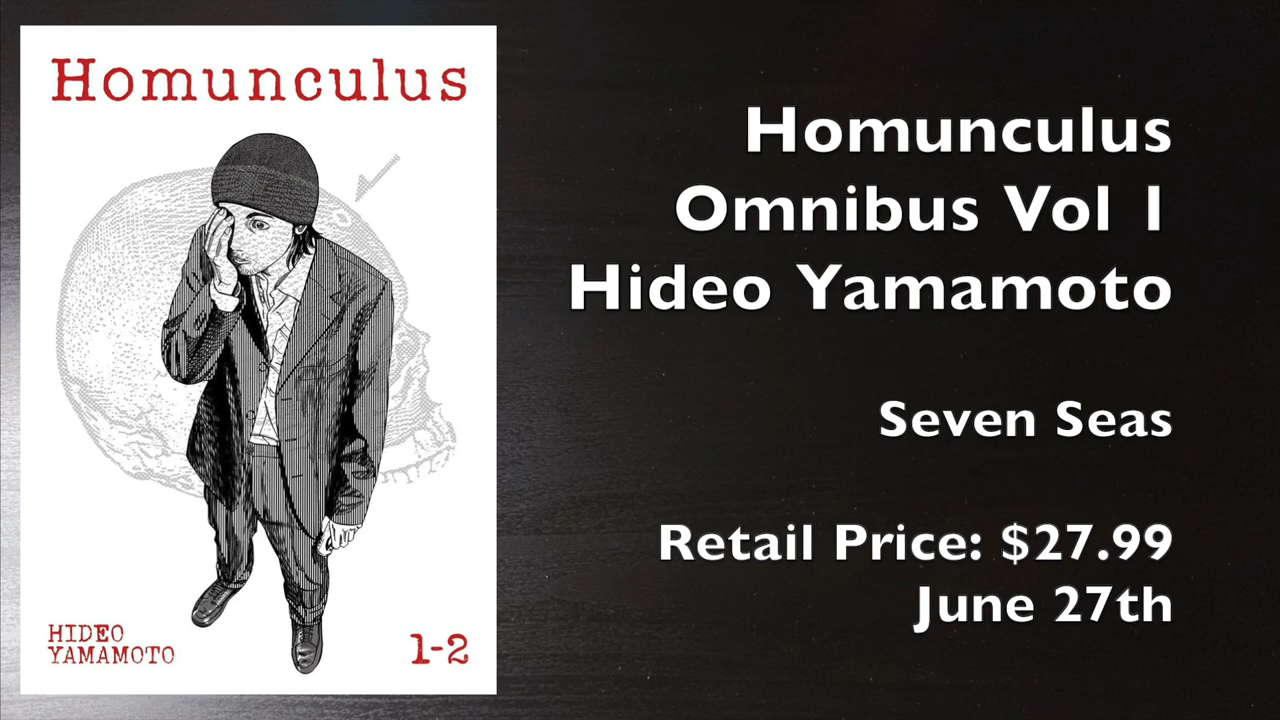 Homunculus
HIDEO
YAMAMOTO
1-2
Homunculus
Omnibus Vol 1
Hideo Yamamoto
Seven Seas
Retail Price: $27.99
June 27th